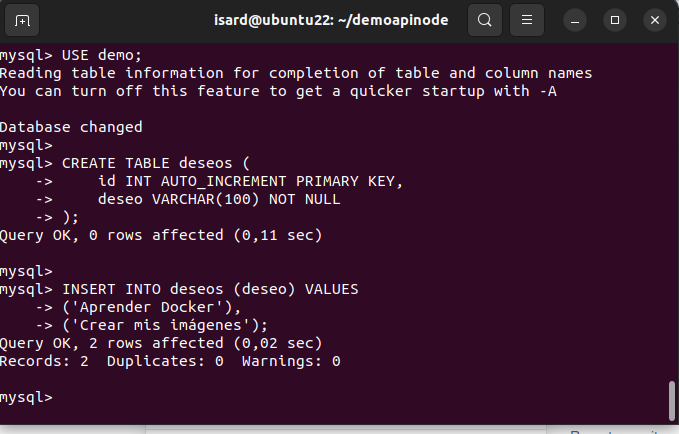 isard@ubuntu22: ~/demoapinode
mysql> USE demo;
Reading table information for completion of table and column names
You can turn off this feature to get a quicker startup with -A
Database changed
mysql>
mysql> CREATE TABLE deseos (
    ->     id INT AUTO_INCREMENT PRIMARY KEY,
    ->     deseo VARCHAR(100) NOT NULL
    -> );
Query OK, 0 rows affected (0,11 sec)
mysql>
mysql> INSERT INTO deseos (deseo) VALUES
    -> ('Aprender Docker'),
    -> ('Crear mis imágenes');
Query OK, 2 rows affected (0,02 sec)
Records: 2  Duplicates: 0  Warnings: 0
mysql>